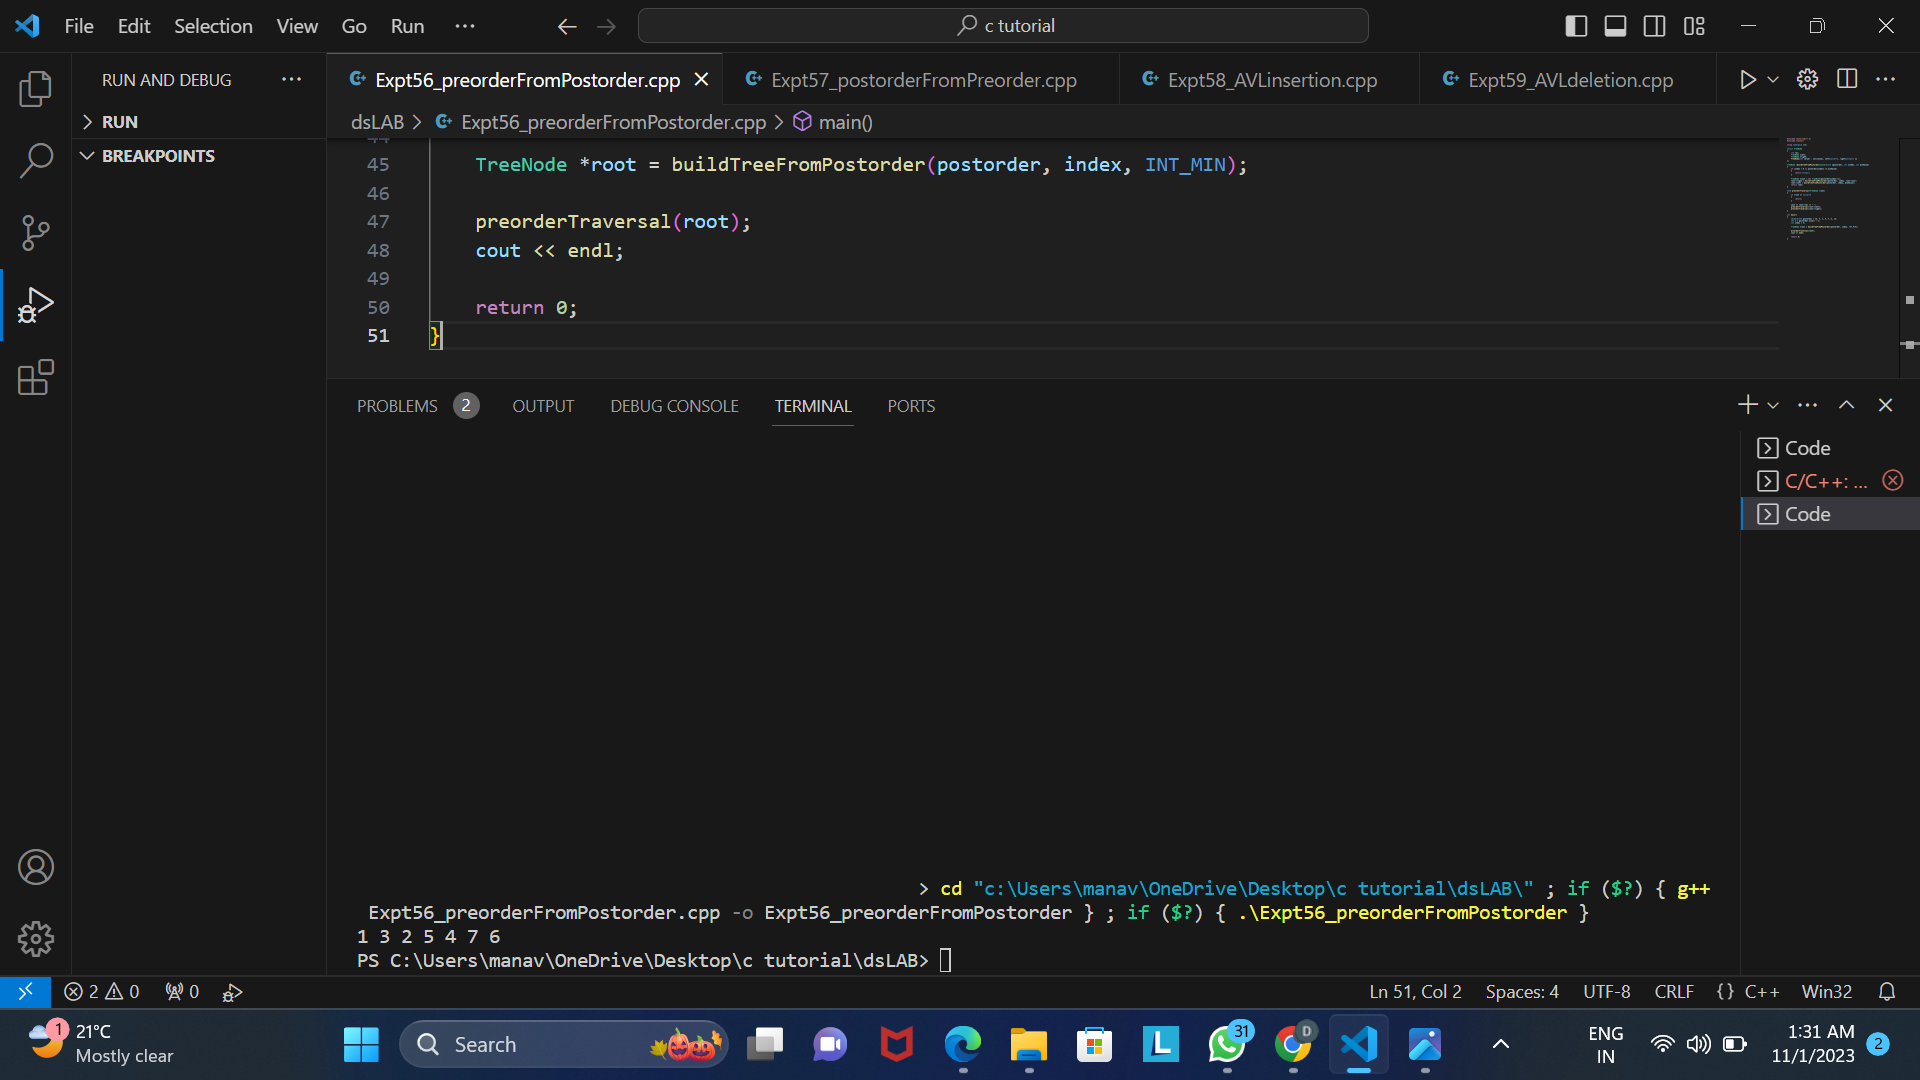 File Edit Selection View Go Run ··· c tutorial
RUN AND DEBUG ···
RUN
BREAKPOINTS
Expt56_preorderFromPostorder.cpp Expt57_postorderFromPreorder.cpp Expt58_AVLinsertion.cpp Expt59_AVLdeletion.cpp
dsLAB > Expt56_preorderFromPostorder.cpp > main()
45 TreeNode *root = buildTreeFromPostorder(postorder, index, INT_MIN);
46
47 preorderTraversal(root);
48 cout << endl;
49
50 return 0;
51 }
PROBLEMS 2 OUTPUT DEBUG CONSOLE TERMINAL PORTS
Code
C/C++: ...
Code
> cd "c:\Users\manav\OneDrive\Desktop\c tutorial\dsLAB\" ; if ($?) { g++
Expt56_preorderFromPostorder.cpp -o Expt56_preorderFromPostorder } ; if ($?) { .\Expt56_preorderFromPostorder }
1 3 2 5 4 7 6
PS C:\Users\manav\OneDrive\Desktop\c tutorial\dsLAB>
2 0 0 Ln 51, Col 2 Spaces: 4 UTF-8 CRLF {} C++ Win32
1 21°C
Mostly clear
Search
L
31
D
ENG
IN
1:31 AM
11/1/2023
2